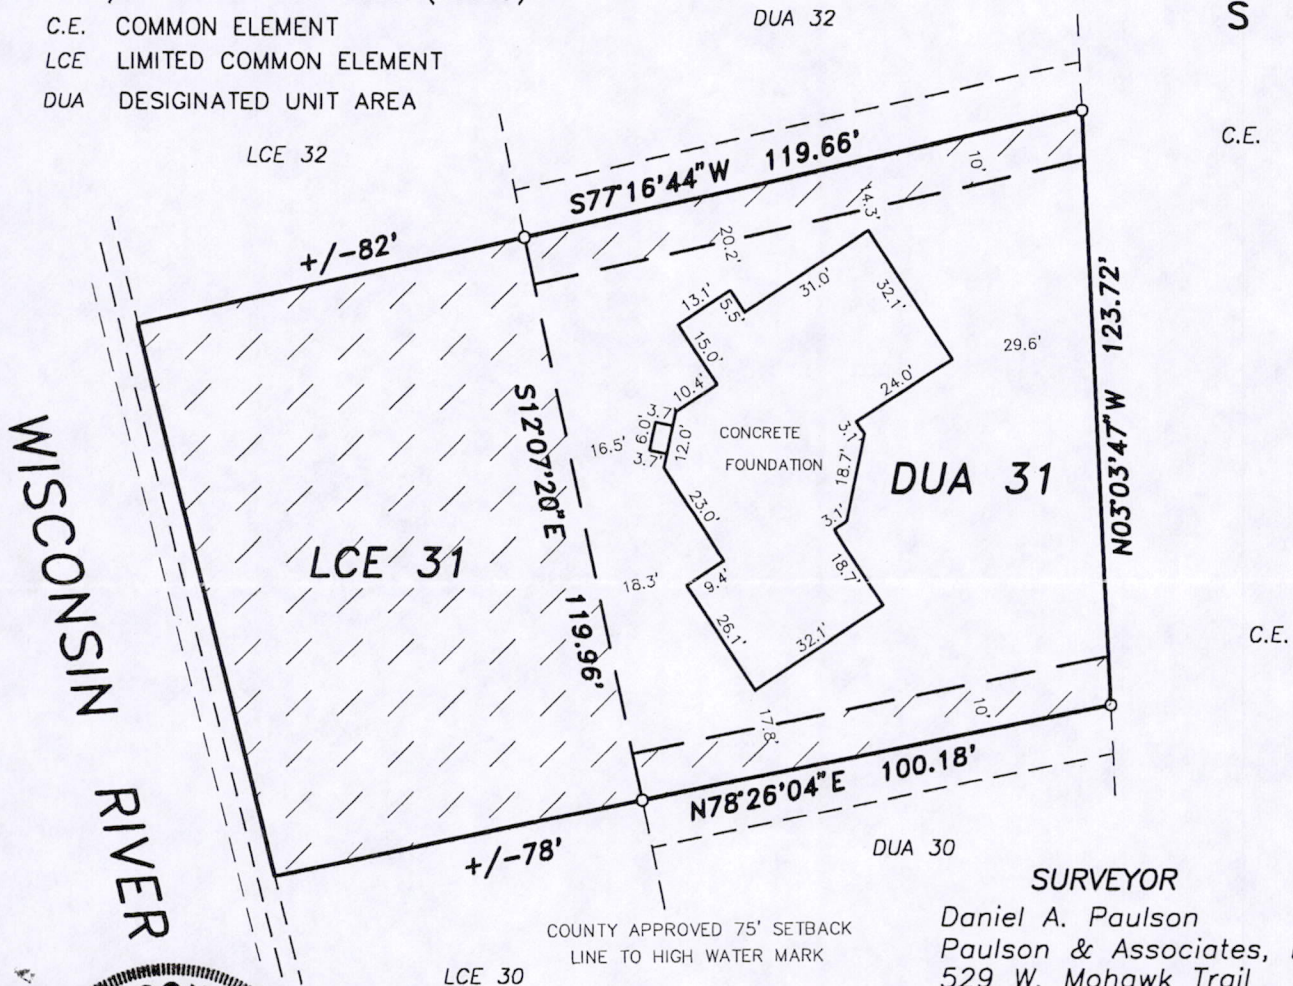 C.E. COMMON ELEMENT
LCE LIMITED COMMON ELEMENT
DUA DESIGINATED UNIT AREA
DUA 32
S
C.E.
LCE 32
+/-82'
S77°16'44"W 119.66'
10'
14.3'
20.2'
13.1'
5.5'
31.0'
32.1'
15.0'
10.4'
29.6'
24.0'
N03°03'47"W 123.72'
3.7'
6.0'
3.7'
12.0'
16.5'
CONCRETE
FOUNDATION
3.1'
18.7'
3.1'
DUA 31
S12°07'20"E 119.96'
LCE 31
WISCONSIN RIVER
23.0'
18.3'
9.4'
26.1'
18.7'
32.1'
17.8'
10'
C.E.
N78°26'04"E 100.18'
+/-78'
DUA 30
COUNTY APPROVED 75' SETBACK
LINE TO HIGH WATER MARK
LCE 30
SURVEYOR
Daniel A. Paulson
Paulson & Associates,
529 W. Mohawk Trail